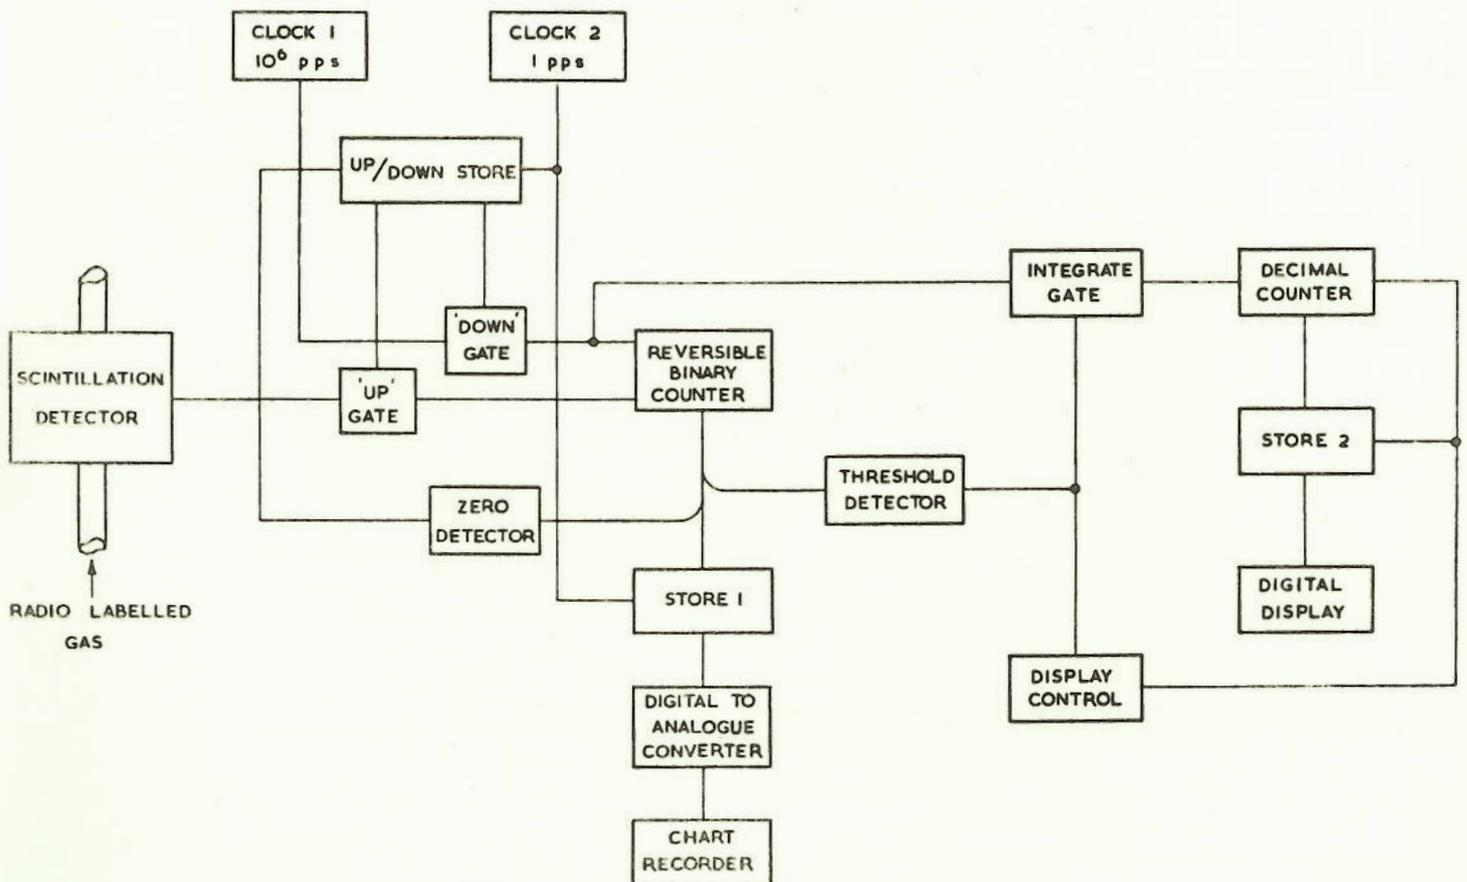 CLOCK 1
10⁶ pps
CLOCK 2
1 pps
UP/DOWN STORE
INTEGRATE
GATE
DECIMAL
COUNTER
'DOWN'
GATE
REVERSIBLE
BINARY
COUNTER
SCINTILLATION
DETECTOR
'UP'
GATE
STORE 2
THRESHOLD
DETECTOR
ZERO
DETECTOR
STORE 1
DIGITAL
DISPLAY
RADIO LABELLED
GAS
DISPLAY
CONTROL
DIGITAL TO
ANALOGUE
CONVERTER
CHART
RECORDER